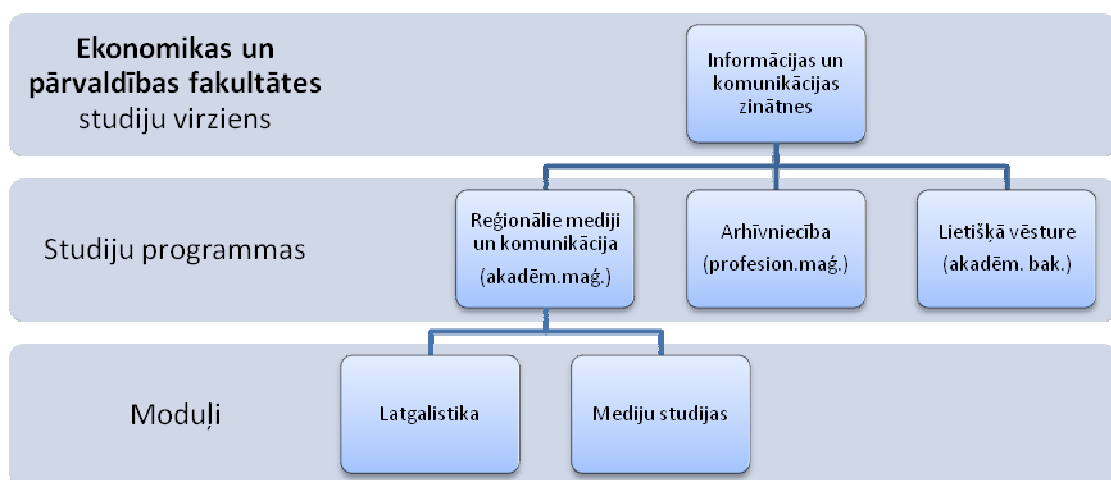 Ekonomikas un
pārvaldības fakultātes
studiju virziens
Informācijas un
komunikācijas
zinātnes
Studiju programmas
Reģionālie mediji
un komunikācija
(akadēm.maģ.)
Arhīvniecība
(profesion.maģ.)
Lietišķā vēsture
(akadēm. bak.)
Moduļi
Latgalistika
Mediju studijas